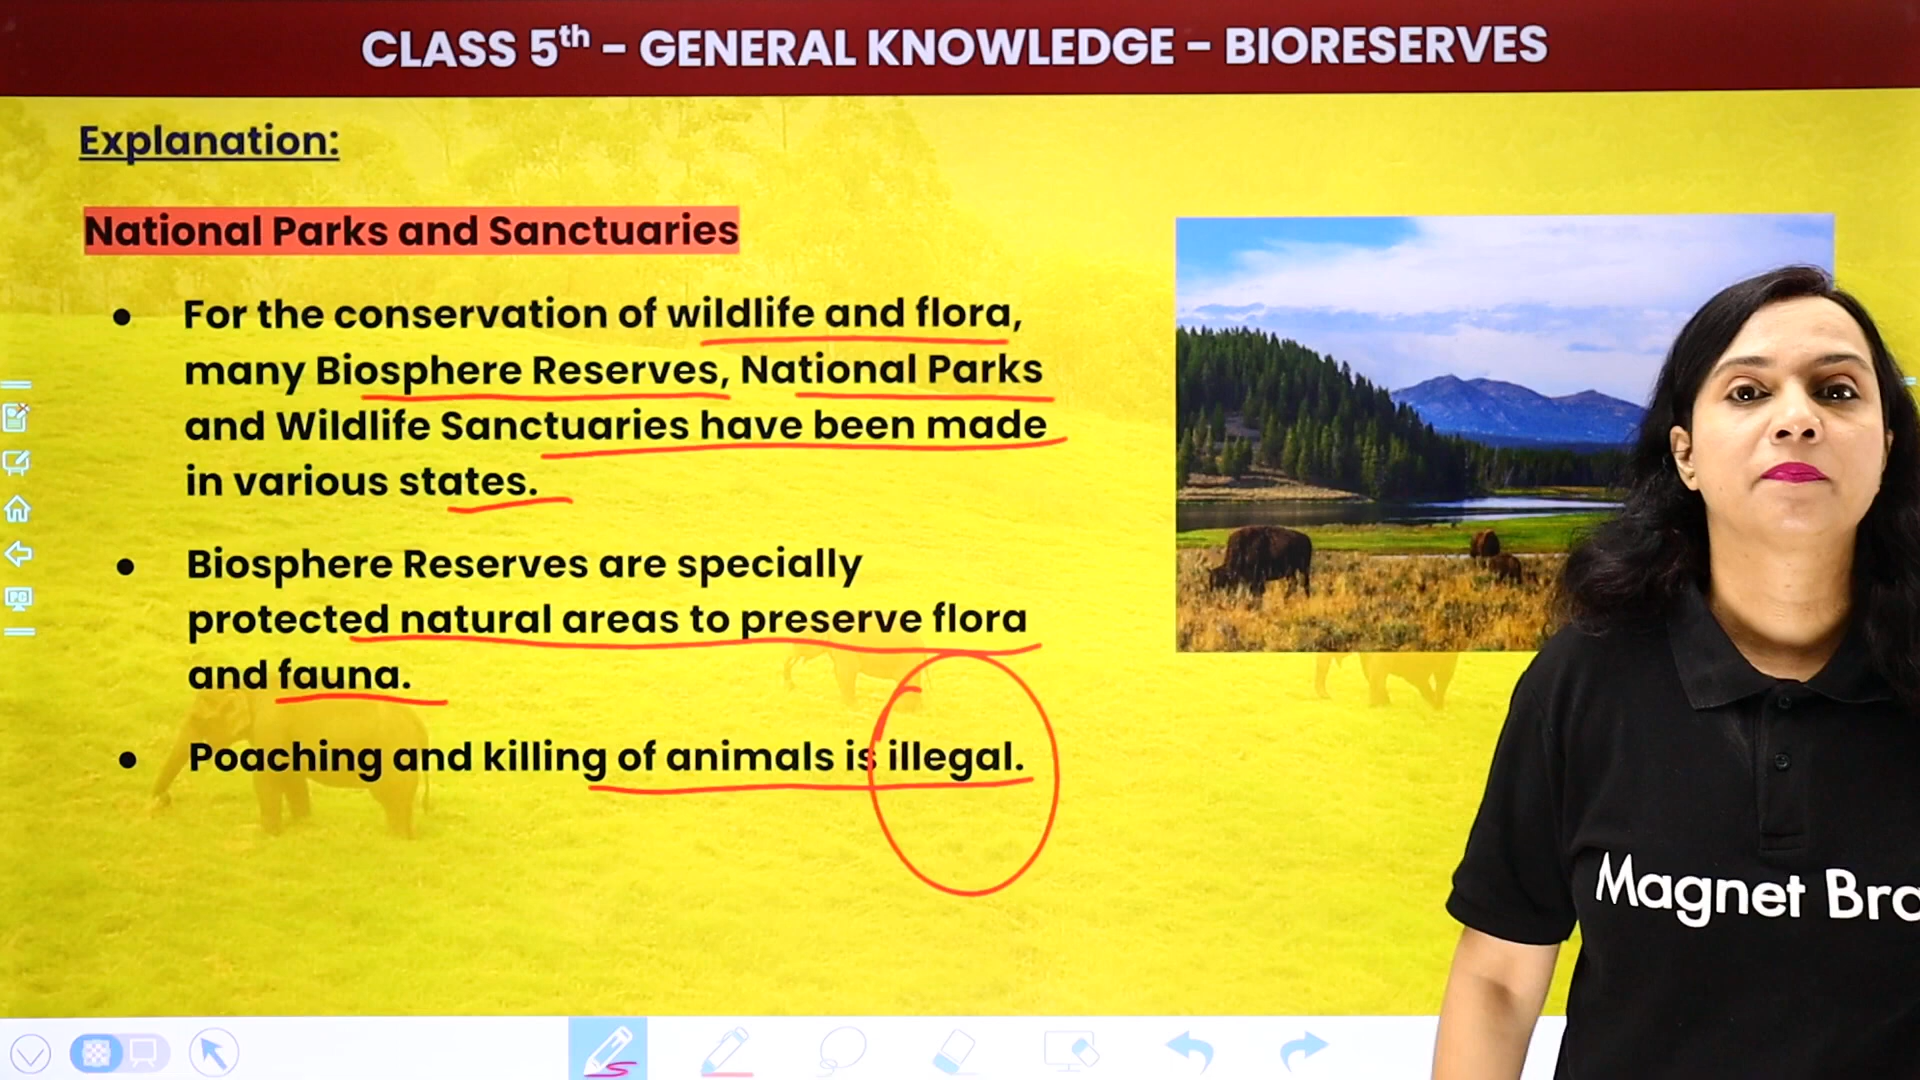 CLASS 5th - GENERAL KNOWLEDGE - BIORESERVES
Explanation:
National Parks and Sanctuaries
• For the conservation of wildlife and flora,
many Biosphere Reserves, National Parks
and Wildlife Sanctuaries have been made
in various states.
• Biosphere Reserves are specially
protected natural areas to preserve flora
and fauna.
• Poaching and killing of animals is illegal.
Magnet Bra